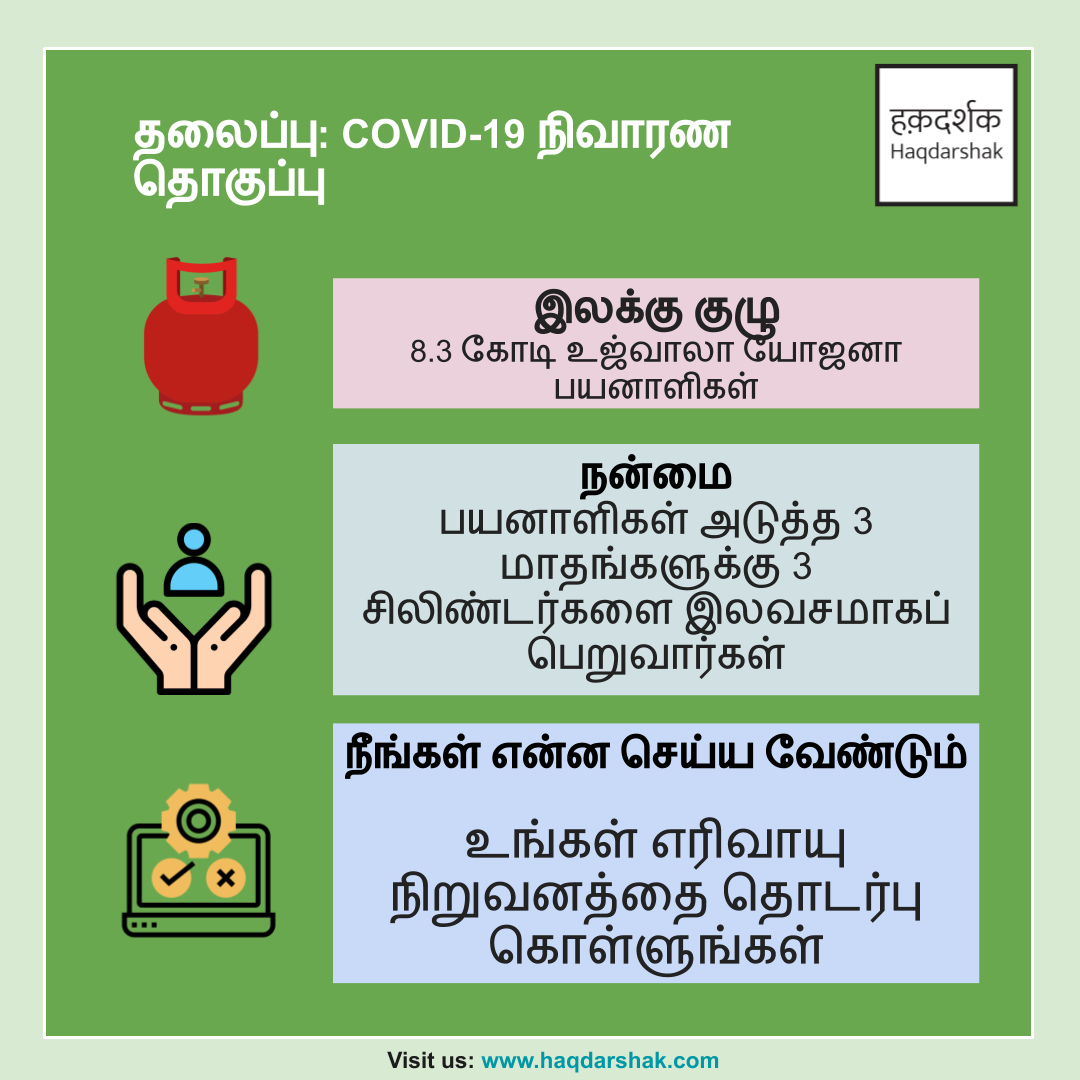 தலைப்பு: COVID-19 நிவாரண
தொகுப்பு
हक़दर्शक
Haqdarshak
இலக்கு குழு
8.3 கோடி உஜ்வாலா யோஜனா
பயனாளிகள்
நன்மை
பயனாளிகள் அடுத்த 3
மாதங்களுக்கு 3
சிலிண்டர்களை இலவசமாகப்
பெறுவார்கள்
நீங்கள் என்ன செய்ய வேண்டும்
உங்கள் எரிவாயு
நிறுவனத்தை தொடர்பு
கொள்ளுங்கள்
Visit us: www.haqdarshak.com